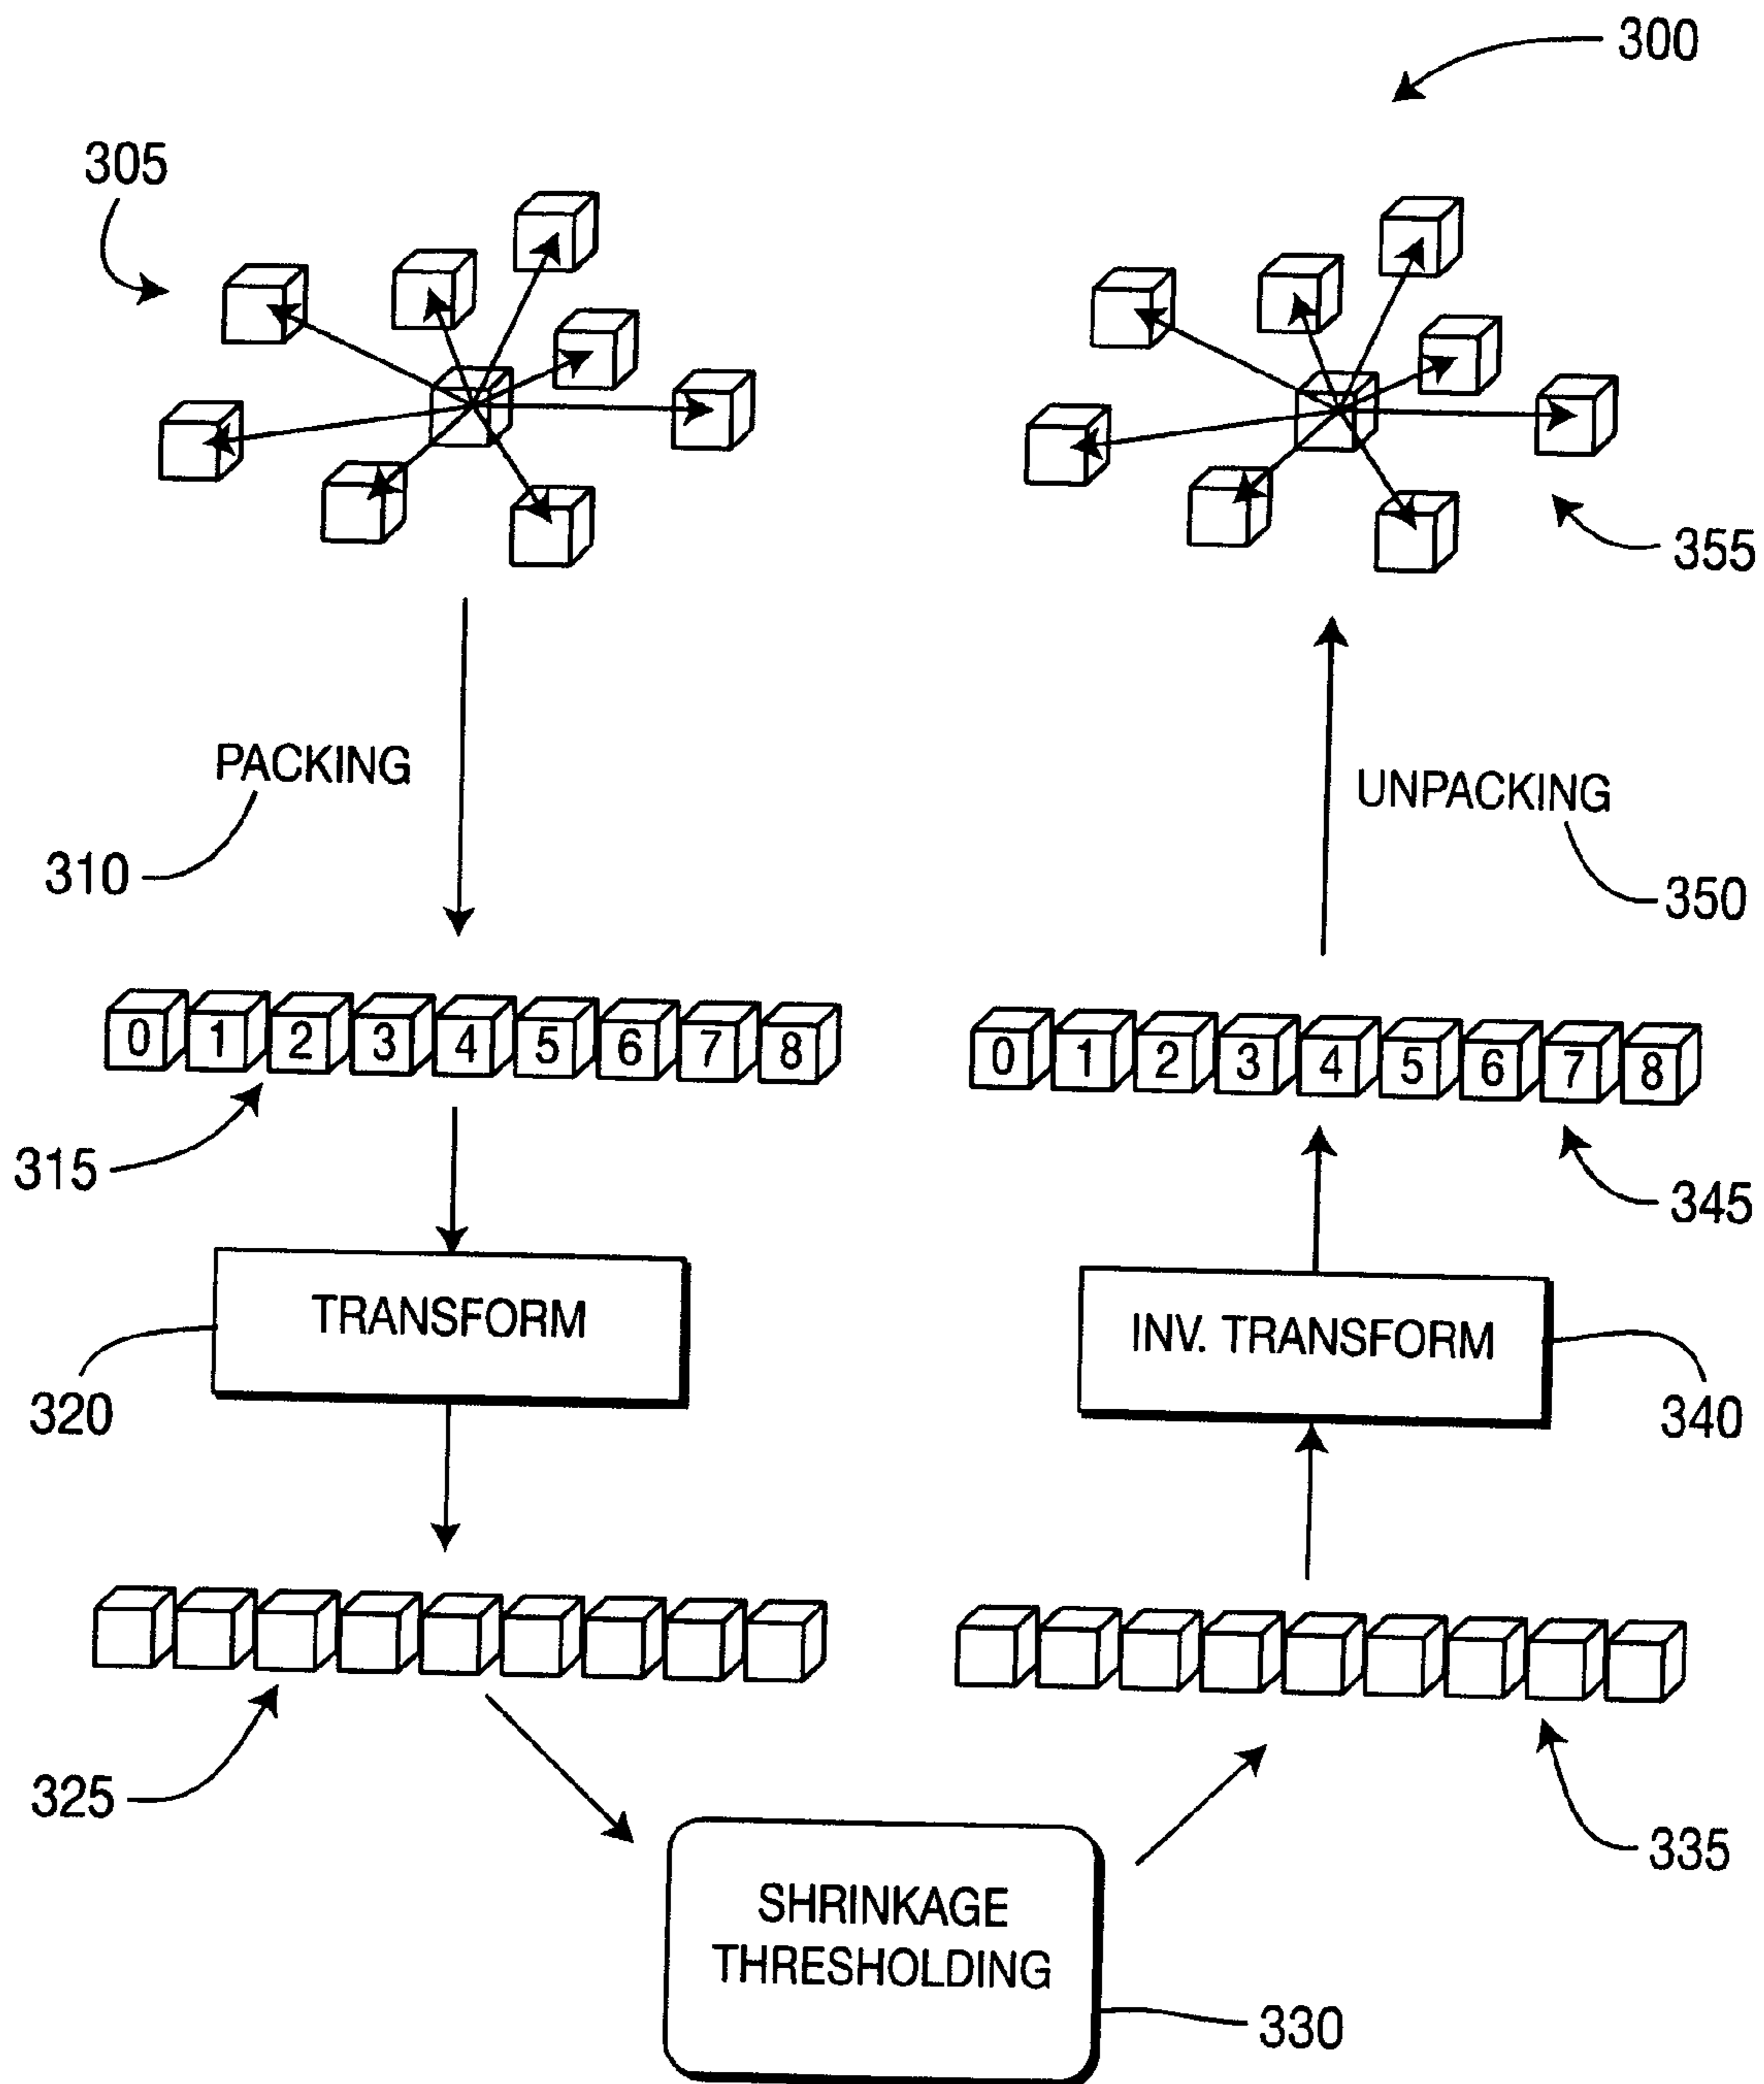 300
305
355
PACKING
UNPACKING
310
350
0 1 2 3 4 5 6 7 8
0 1 2 3 4 5 6 7 8
315
345
TRANSFORM
INV. TRANSFORM
320
340
325
335
SHRINKAGE
THRESHOLDING
330